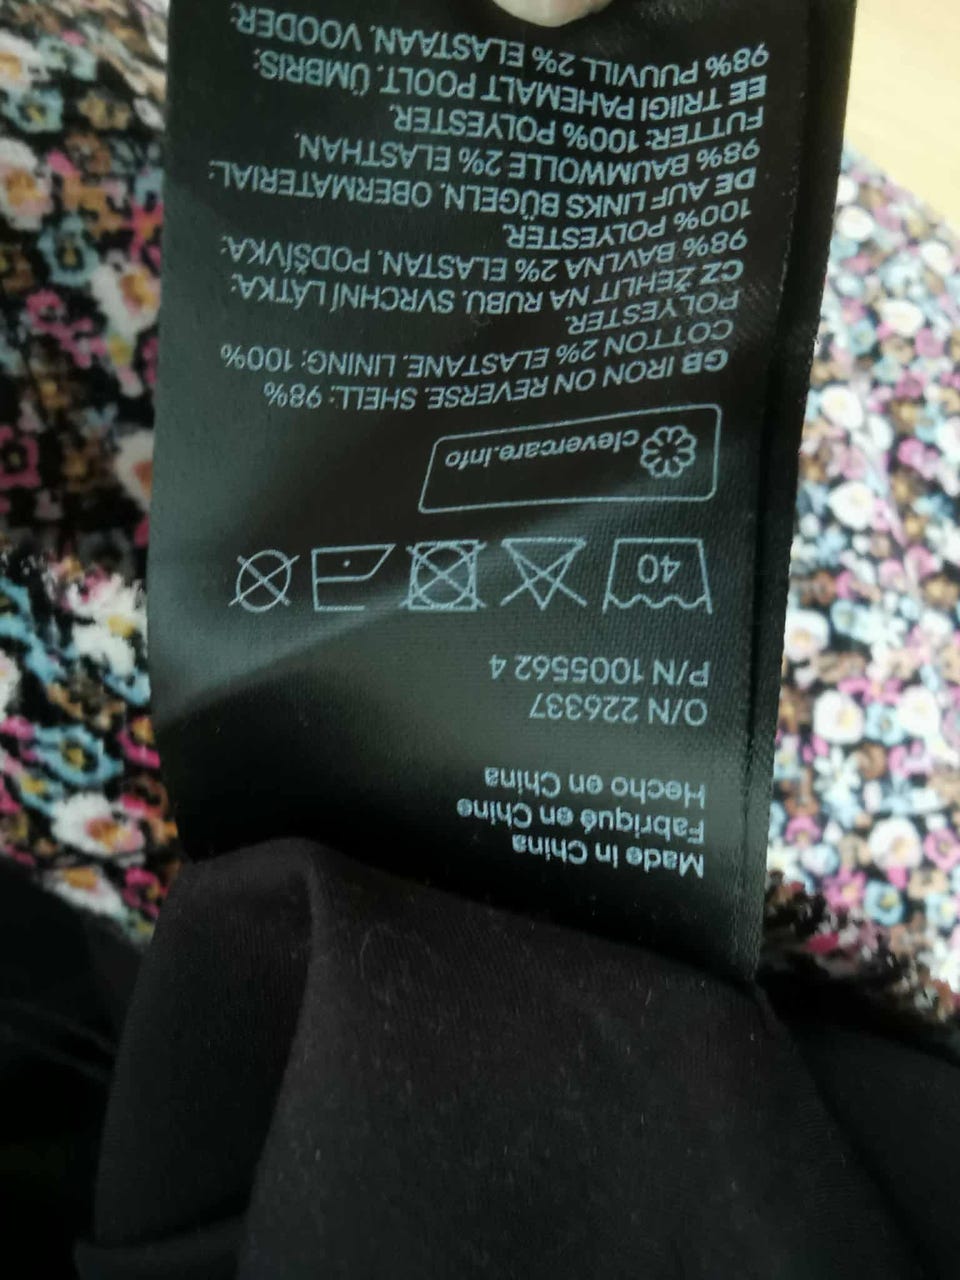 Made in China
Fabriqué en Chine
Hecho en China
O/N 226337
P/N 1005562 4
40
clevercare.info
GB IRON ON REVERSE. SHELL: 98%
COTTON 2% ELASTANE. LINING: 100%
POLYESTER.
CZ ŽEHLIT NA RUBU. SVRCHNÍ LÁTKA:
98% BAVLNA 2% ELASTAN. PODŠÍVKA:
100% POLYESTER.
DE AUF LINKS BÜGELN. OBERMATERIAL:
98% BAUMWOLLE 2% ELASTHAN.
FUTTER: 100% POLYESTER.
EE TRIIGI PAHEMALT POOLT. ÜMBRIS:
98% PUUVILL 2% ELASTAAN. VOODER: